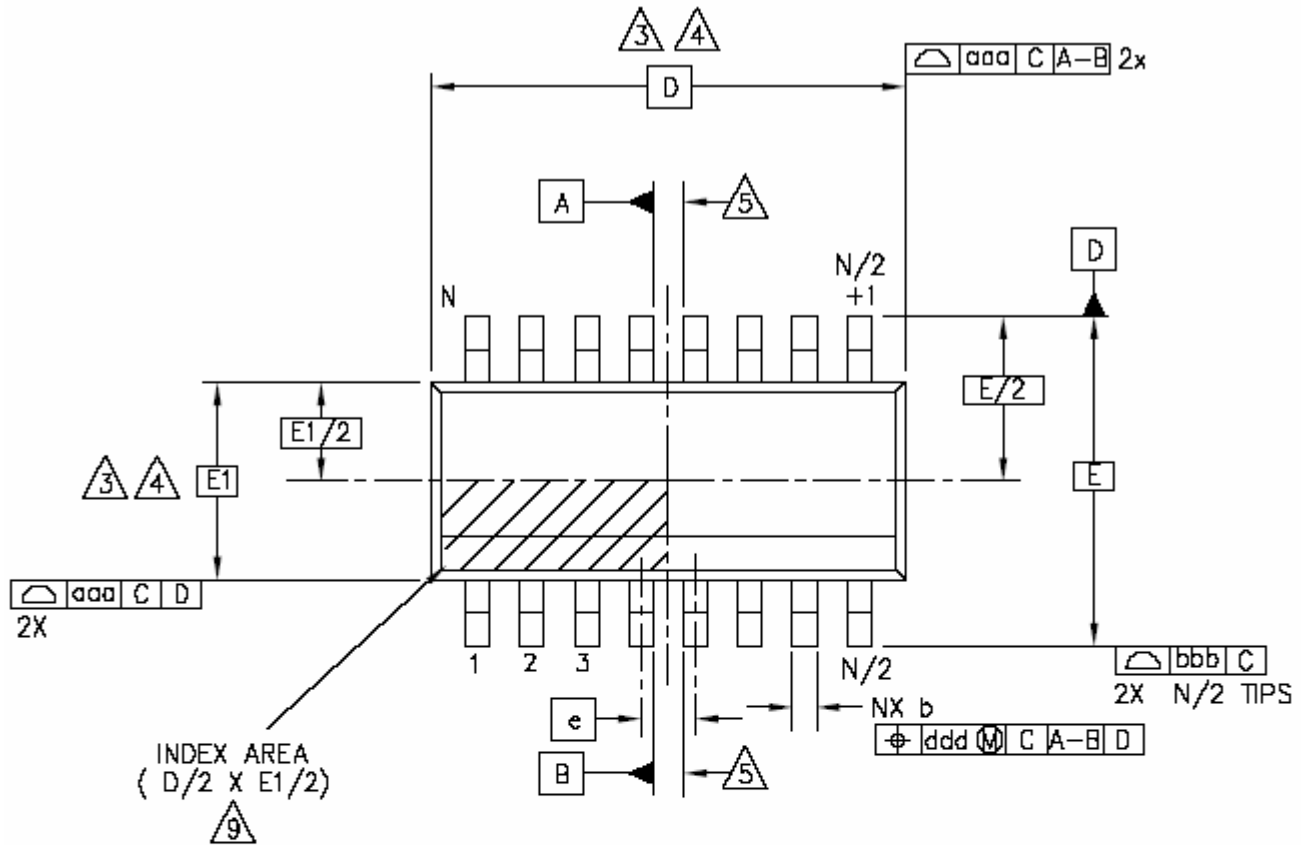 3 4
aaa C A-B 2x
D
A
5
D
N/2
+1
N
E/2
E1/2
3 4 E1
E
aaa C D
2X
1 2 3 N/2
bbb C
2X N/2 TIPS
e
NX b
ddd M C A-B D
B
5
INDEX AREA
( D/2 X E1/2)
9